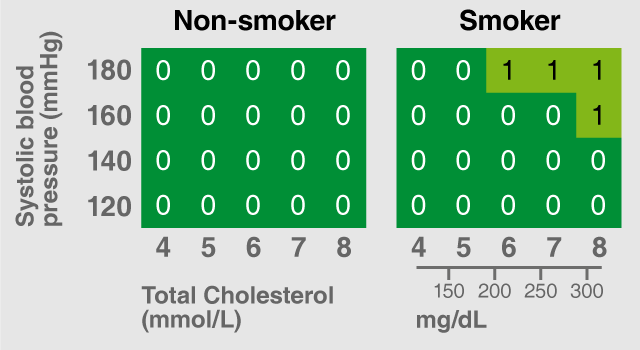 Non-smoker Smoker
Systolic blood
pressure (mmHg)
180 0 0 0 0 0 0 0 1 1 1
160 0 0 0 0 0 0 0 0 0 1
140 0 0 0 0 0 0 0 0 0 0
120 0 0 0 0 0 0 0 0 0 0
4 5 6 7 8 4 5 6 7 8
150 200 250 300
Total Cholesterol
(mmol/L)
mg/dL